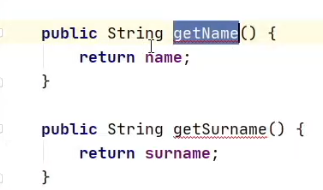 public String getName() {
return name;
}
public String getSurname() {
return surname;
}